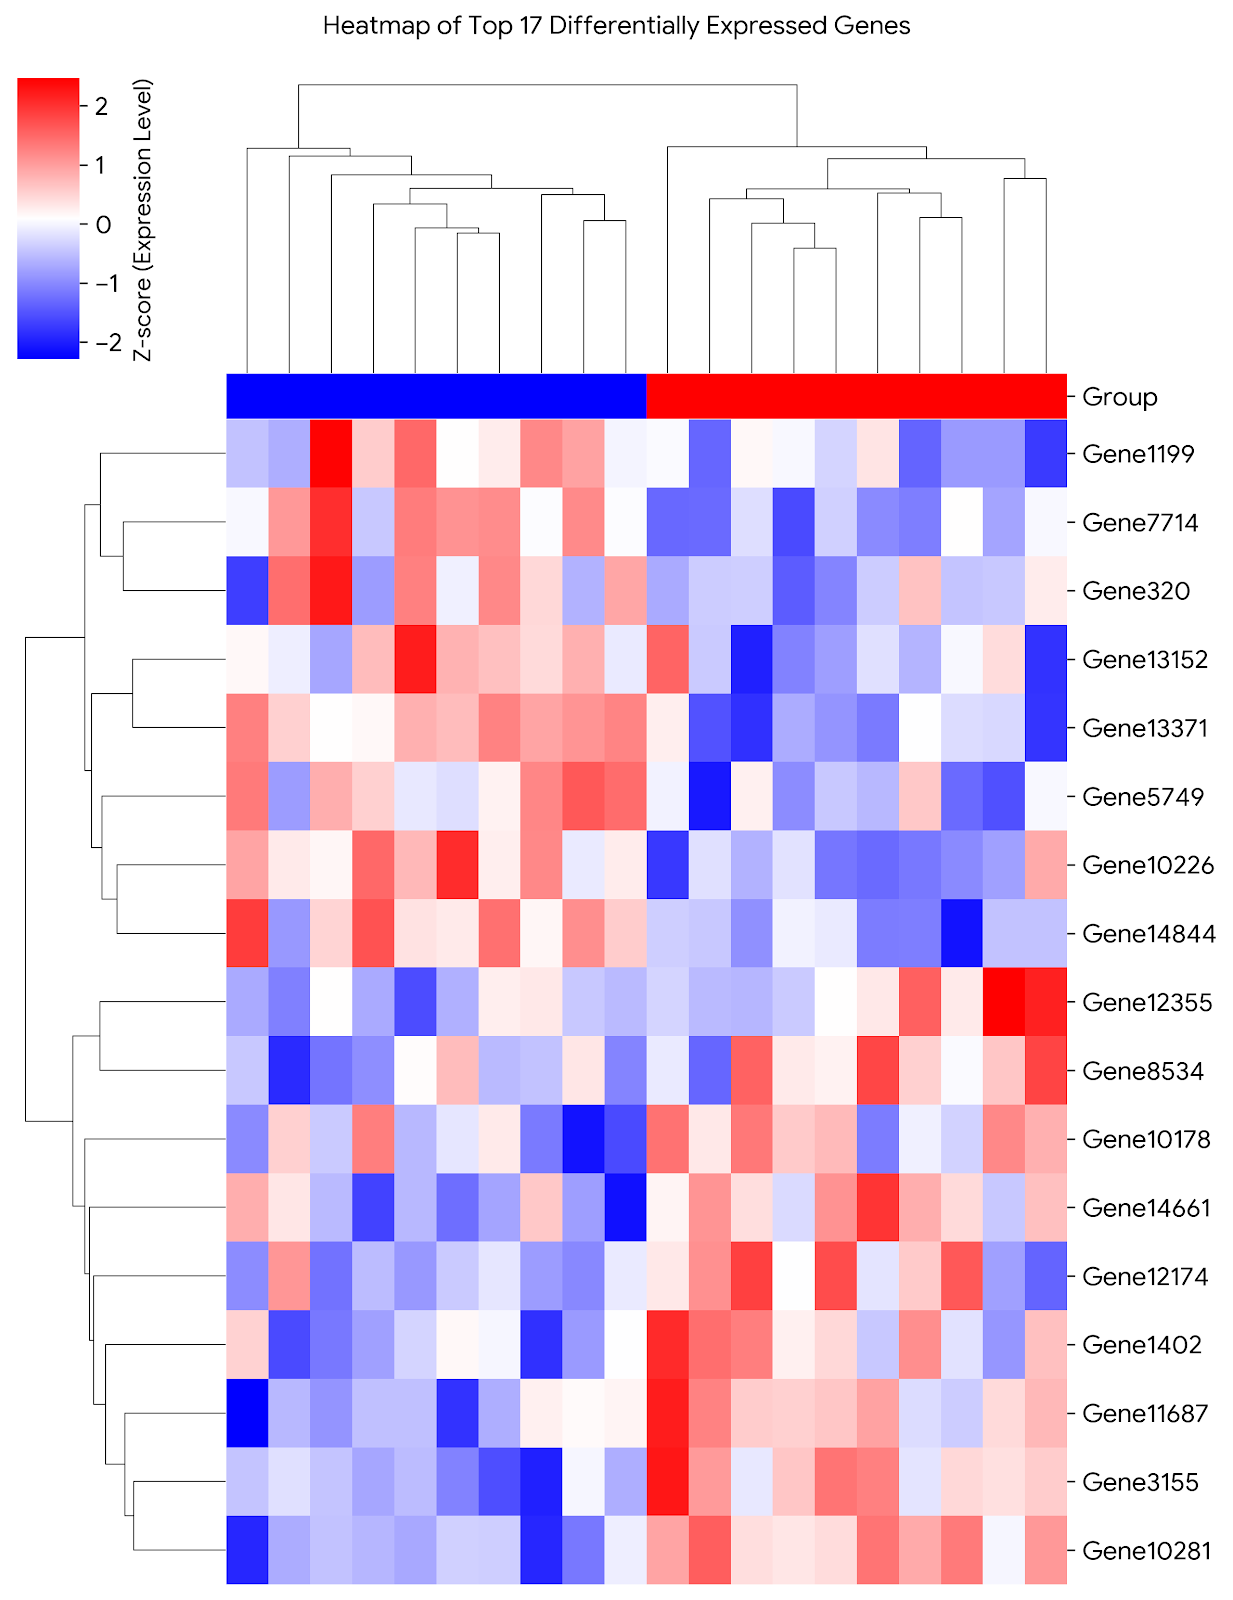 Heatmap of Top 17 Differentially Expressed Genes
2
1
0
−1
−2
Z-score (Expression Level)
Group
Gene1199
Gene7714
Gene320
Gene13152
Gene13371
Gene5749
Gene10226
Gene14844
Gene12355
Gene8534
Gene10178
Gene14661
Gene12174
Gene1402
Gene11687
Gene3155
Gene10281